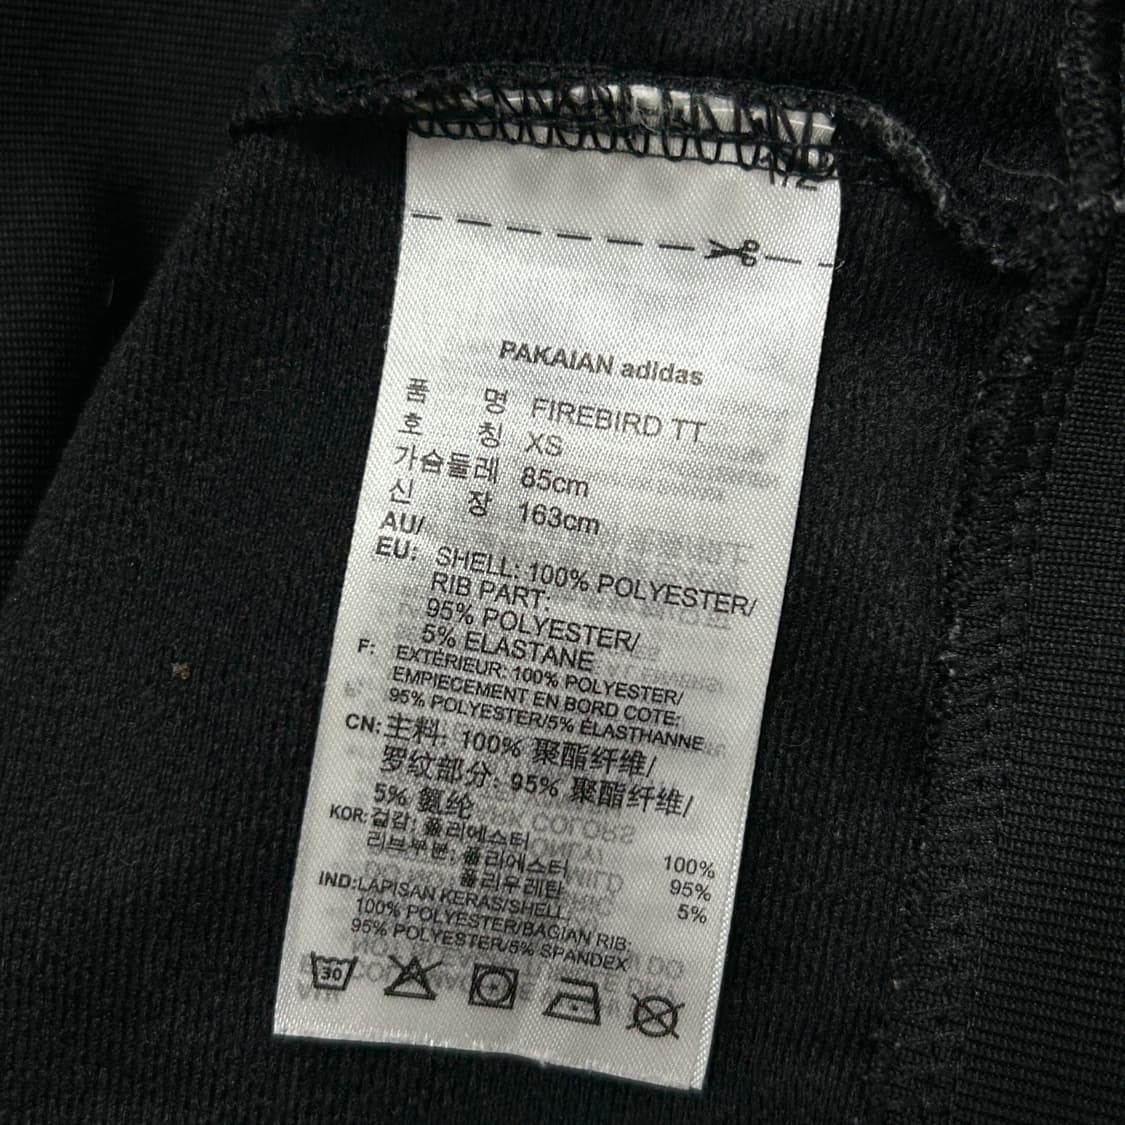 PAKAIAN adidas
품 명 FIREBIRD TT
호 칭 XS
가슴둘레 85cm
신 장 163cm
AU/
EU: SHELL: 100% POLYESTER/
RIB PART:
95% POLYESTER/
5% ELASTANE
F: EXTÉRIEUR: 100% POLYESTER/
EMPIECEMENT EN BORD COTE:
95% POLYESTER/5% ÉLASTHANNE
CN: 主料: 100% 聚酯纤维/
罗纹部分: 95% 聚酯纤维/
5% 氨纶
KOR: 겉감: 폴리에스터 100%
리브부분: 폴리에스터 95%
폴리우레탄 5%
IND: LAPISAN KERAS/SHELL:
100% POLYESTER/BAGIAN RIB:
95% POLYESTER/5% SPANDEX
30